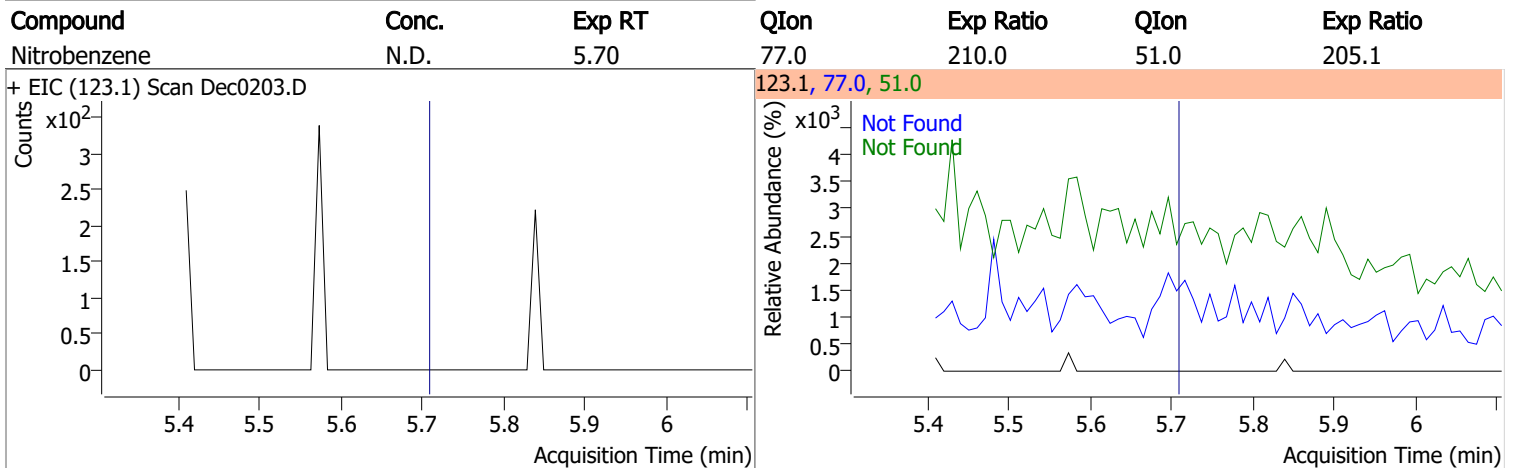 Compound Conc. Exp RT QIon Exp Ratio QIon Exp Ratio
Nitrobenzene N.D. 5.70 77.0 210.0 51.0 205.1
+ EIC (123.1) Scan Dec0203.D
Counts
x102
3
2.5
2
1.5
1
0.5
0
5.4 5.5 5.6 5.7 5.8 5.9 6
Acquisition Time (min)
123.1, 77.0, 51.0
Relative Abundance (%)
x103
Not Found
Not Found
4
3.5
3
2.5
2
1.5
1
0.5
0
5.4 5.5 5.6 5.7 5.8 5.9 6
Acquisition Time (min)